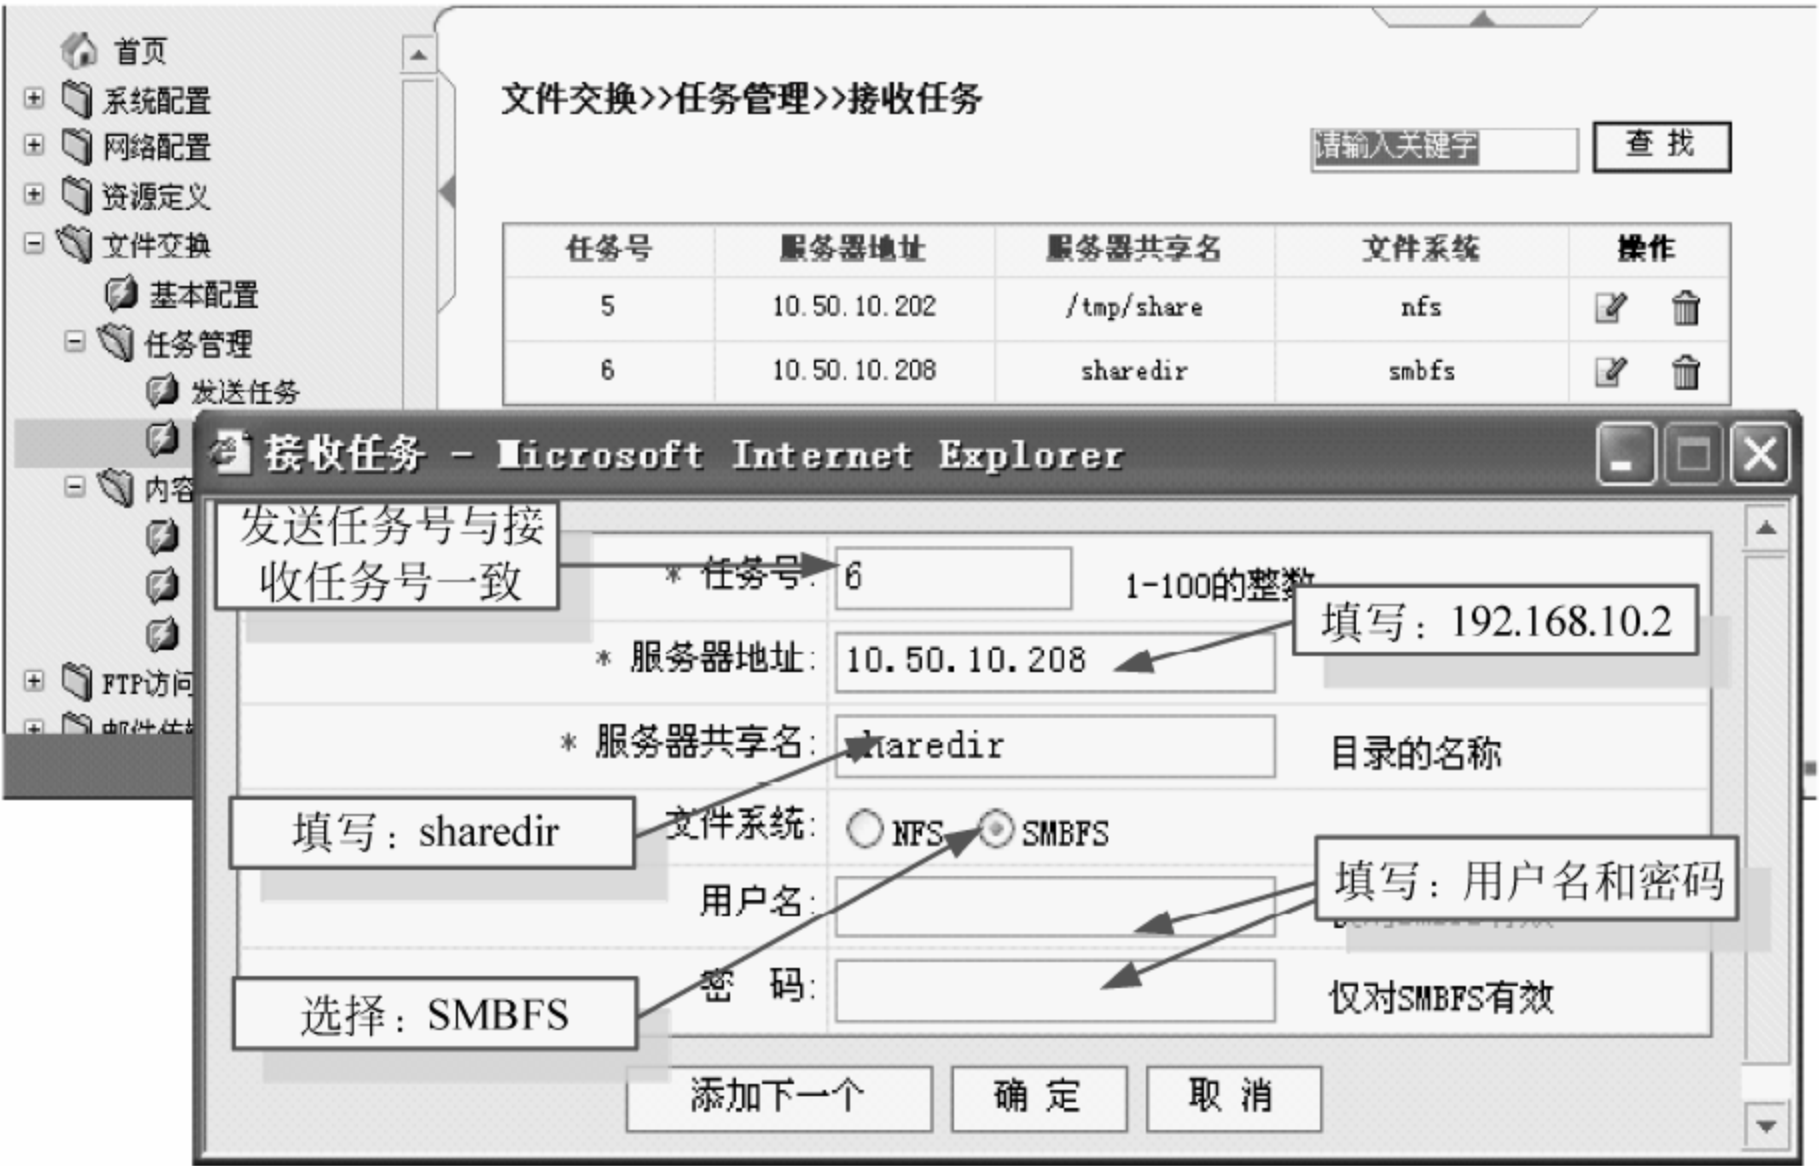 首页
系统配置
网络配置
资源定义
文件交换
基本配置
任务管理
发送任务
内容
FTP访问
文件交换>>任务管理>>接收任务
请输入关键字
查 找
任务号 服务器地址 服务器共享名 文件系统 操作
5 10.50.10.202 /tmp/share nfs
6 10.50.10.208 sharedir smbfs
接收任务 - Microsoft Internet Explorer
发送任务号与接
收任务号一致
* 任务号: 6 1-100的整数
填写：192.168.10.2
* 服务器地址: 10.50.10.208
* 服务器共享名: sharedir 目录的名称
填写：sharedir
文件系统: NFS SMBFS
填写：用户名和密码
用户名:
选择：SMBFS
密 码: 仅对SMBFS有效
添加下一个 确 定 取 消